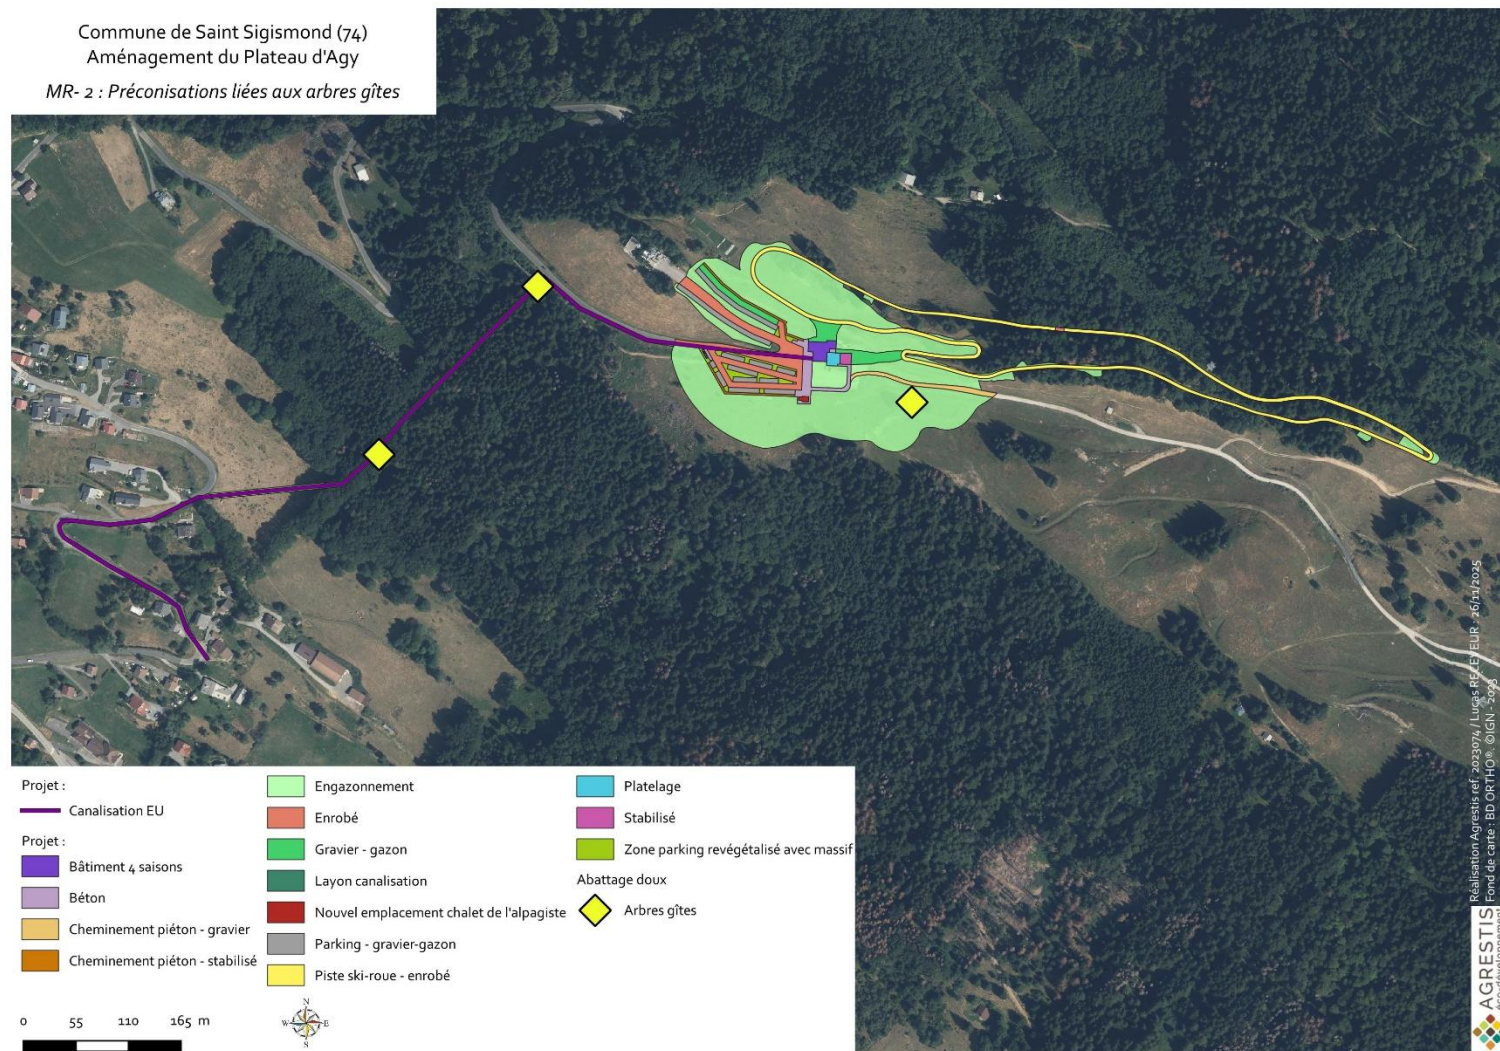 Commune de Saint Sigismond (74)
Aménagement du Plateau d'Agy
MR- 2 : Préconisations liées aux arbres gîtes
Projet :
Canalisation EU
Projet :
Bâtiment 4 saisons
Béton
Cheminement piéton - gravier
Cheminement piéton - stabilisé
Engazonnement
Enrobé
Gravier - gazon
Layon canalisation
Nouvel emplacement chalet de l'alpagiste
Parking - gravier-gazon
Piste ski-roue - enrobé
Platelage
Stabilisé
Zone parking revégétalisé avec massif
Abattage doux
Arbres gîtes
0 55 110 165 m
N
W E
S
Réalisation Agrestis ref. 2023074 / Lucas RECEVEUR : 26/11/2025
Fond de carte : BD ORTHO®. ©IGN - 2023
AGRESTIS
éco-développement